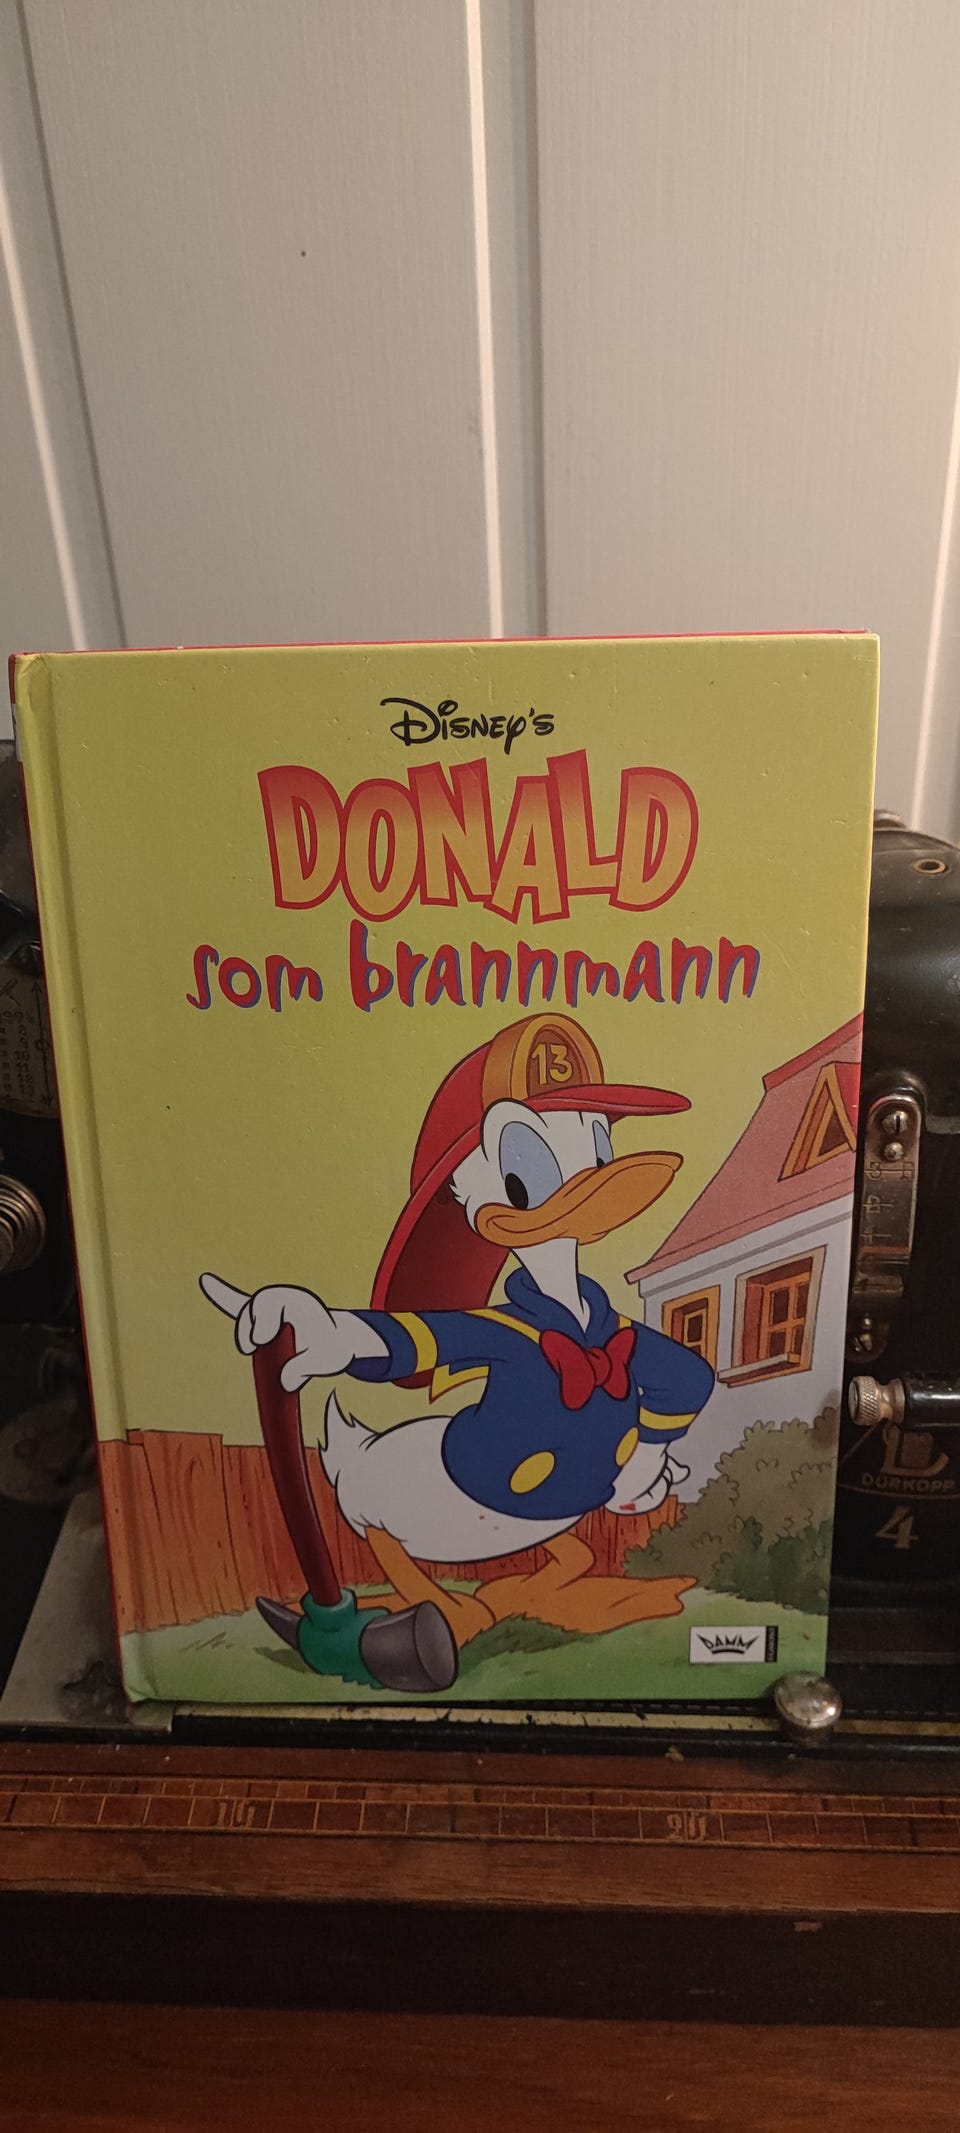 Disney's
DONALD
som brannmann
13
DAMM
DÜRKOPP
4